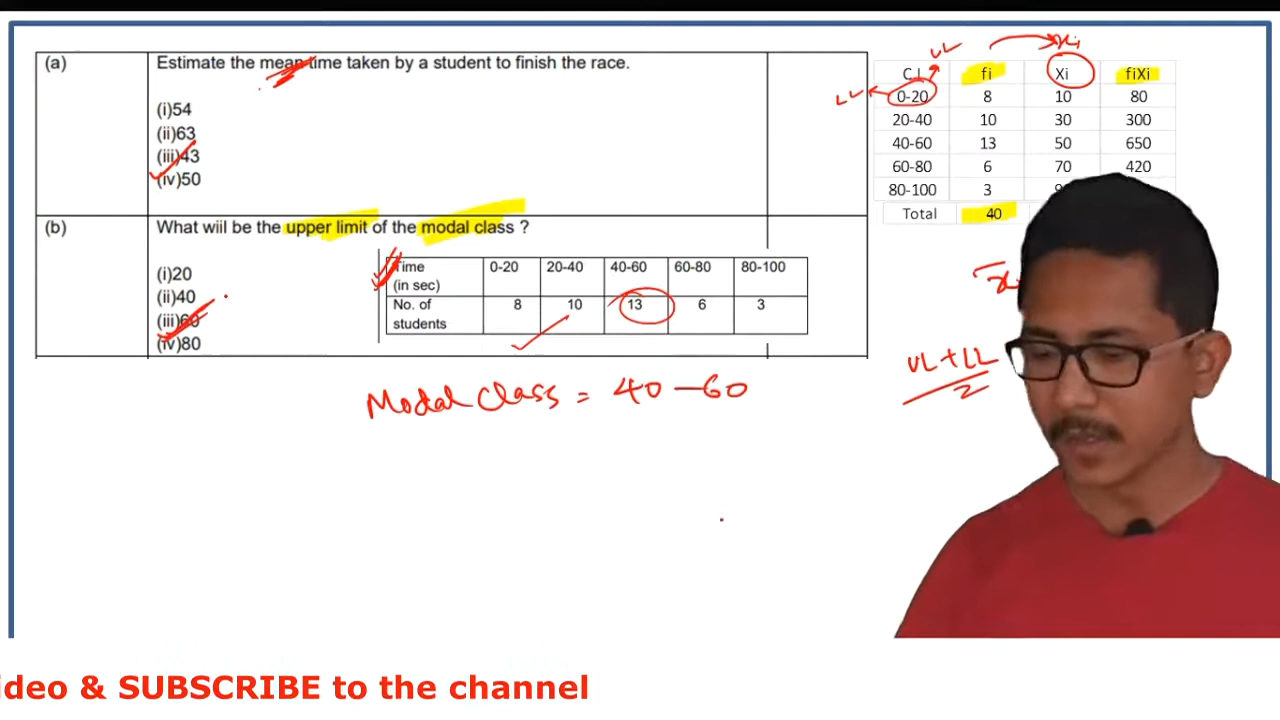 (a)
Estimate the mean time taken by a student to finish the race.
(i)54
(ii)63
(iii)43
(iv)50
(b)
What wiil be the upper limit of the modal class ?
(i)20
(ii)40
(iii)60
(iv)80
Time (in sec) 0-20 20-40 40-60 60-80 80-100
No. of students 8 10 13 6 3
Modal class = 40-60
UL
xi
LL
C.I fi Xi fiXi
0-20 8 10 80
20-40 10 30 300
40-60 13 50 650
60-80 6 70 420
80-100 3
Total 40
UL+LL
2
ideo & SUBSCRIBE to the channel